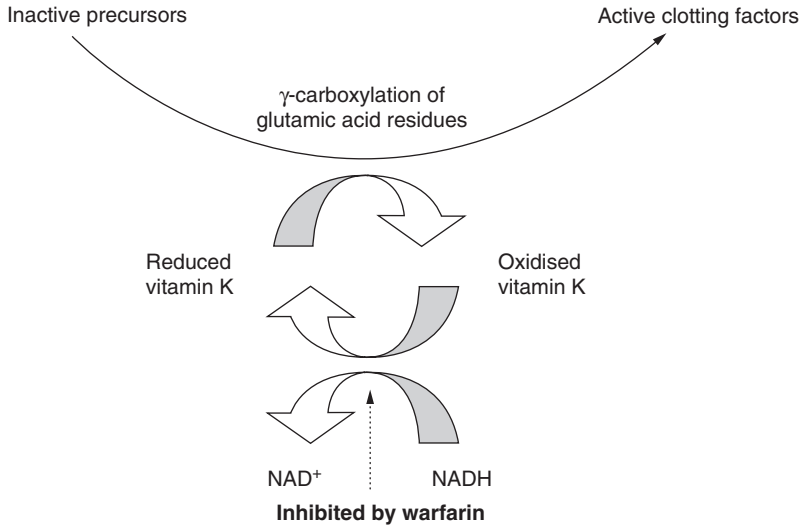 Inactive precursors
Active clotting factors
γ-carboxylation of
glutamic acid residues
Reduced
vitamin K
Oxidised
vitamin K
NAD⁺
NADH
Inhibited by warfarin